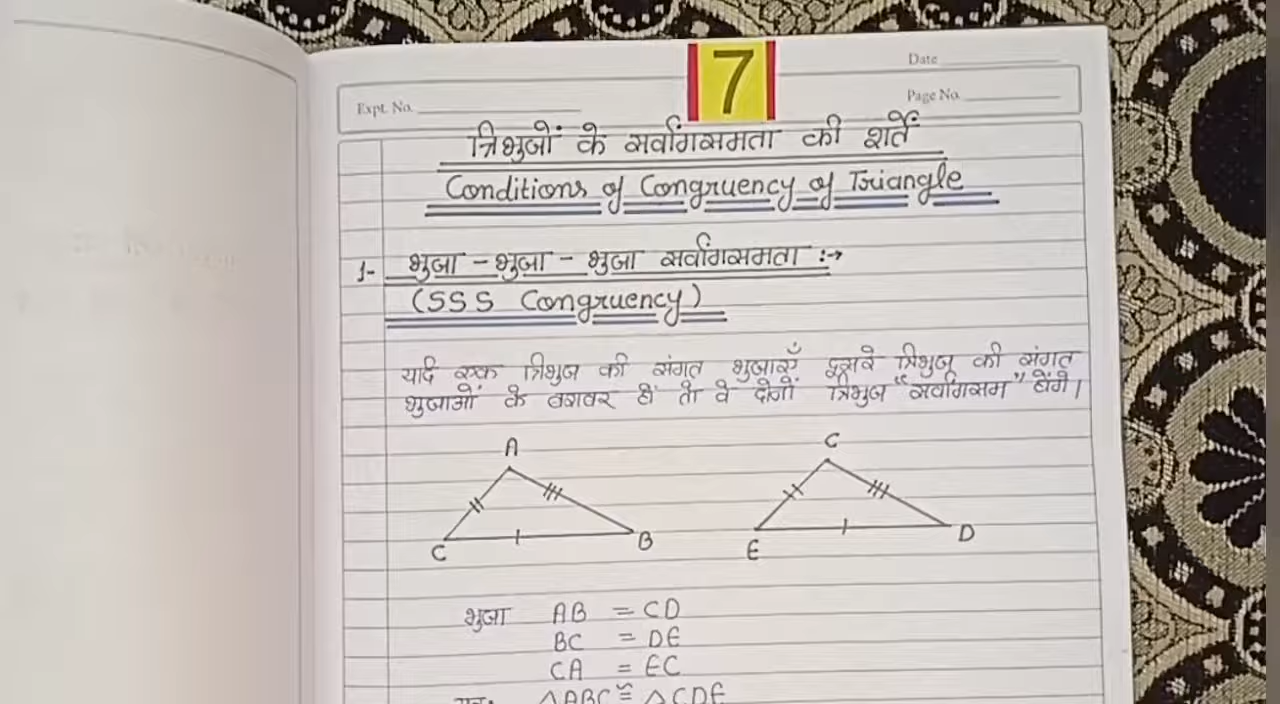 7
Date
Expt. No.
Page No.
त्रिभुजों के सर्वांगसमता की शर्तें
Conditions of Congruency of Triangle
1- भुजा - भुजा - भुजा सर्वांगसमता :→
(SSS Congruency)
यदि एक त्रिभुज की संगत भुजाएँ दूसरे त्रिभुज की संगत
भुजाओं के बराबर हों तो वे दोनों त्रिभुज "सर्वांगसम" होंगे।
A
C
C
B
E
D
भुजा AB = CD
BC = DE
CA = EC
△ABC ≅ △CDE